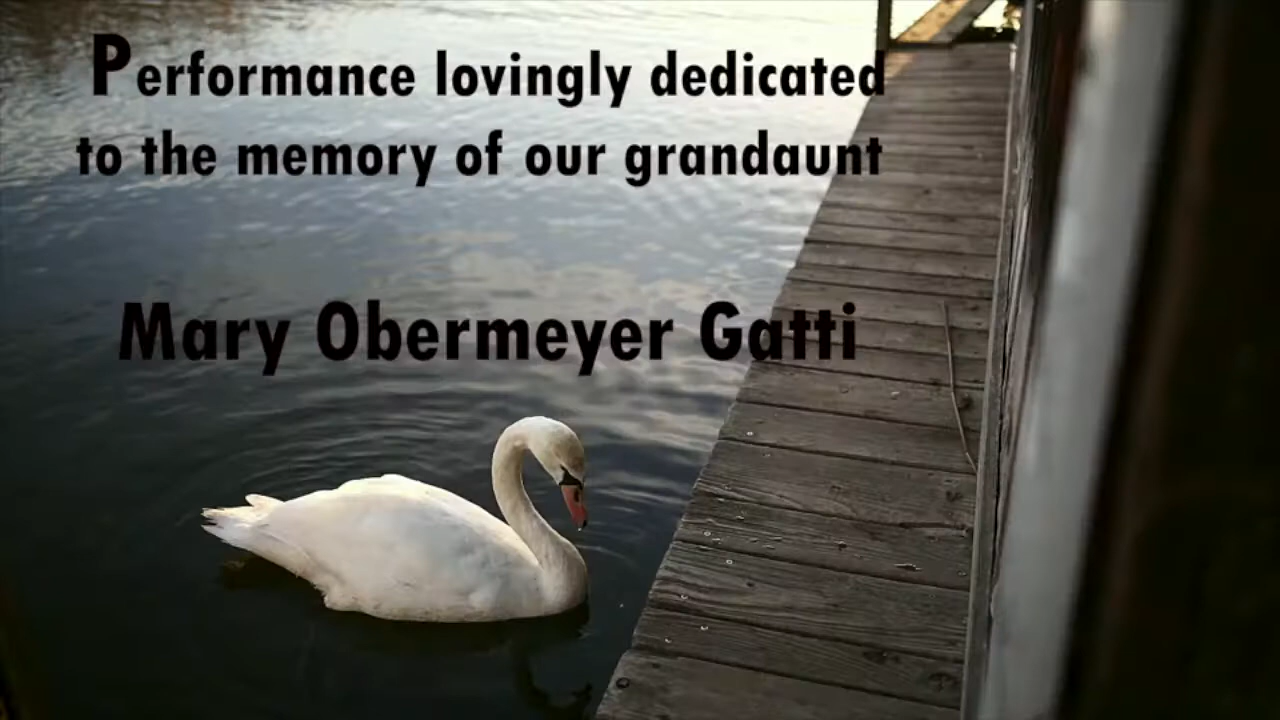 Performance lovingly dedicated
to the memory of our grandaunt
Mary Obermeyer Gatti